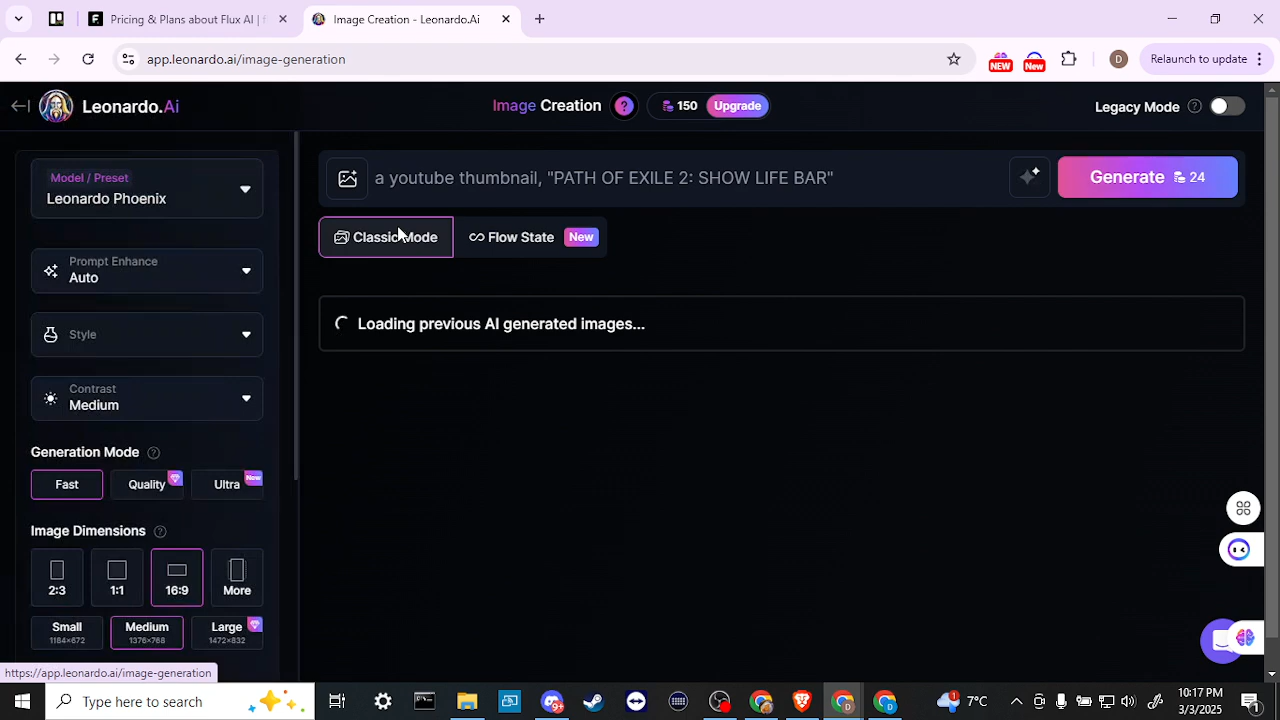 Pricing & Plans about Flux AI | f
Image Creation - Leonardo.Ai
app.leonardo.ai/image-generation
NEW
New
D
Relaunch to update
Leonardo.Ai
Image Creation
?
150
Upgrade
Legacy Mode
Model / Preset
Leonardo Phoenix
a youtube thumbnail, "PATH OF EXILE 2: SHOW LIFE BAR"
Generate
24
Classic Mode
Flow State
New
Prompt Enhance
Auto
Loading previous AI generated images...
Style
Contrast
Medium
Generation Mode
Fast
Quality
Ultra
New
Image Dimensions
2:3
1:1
16:9
More
Small
1184×672
Medium
1376×768
Large
1472×832
https://app.leonardo.ai/image-generation
Type here to search
7°C
10:17:29 PM
3/3/2025